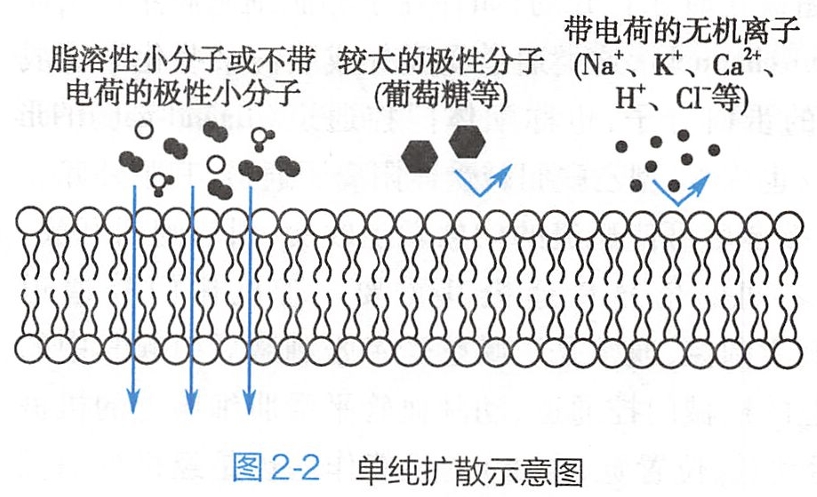 脂溶性小分子或不带
电荷的极性小分子
较大的极性分子
(葡萄糖等)
带电荷的无机离子
(Na⁺、K⁺、Ca²⁺、
H⁺、Cl⁻等)
图2-2 单纯扩散示意图